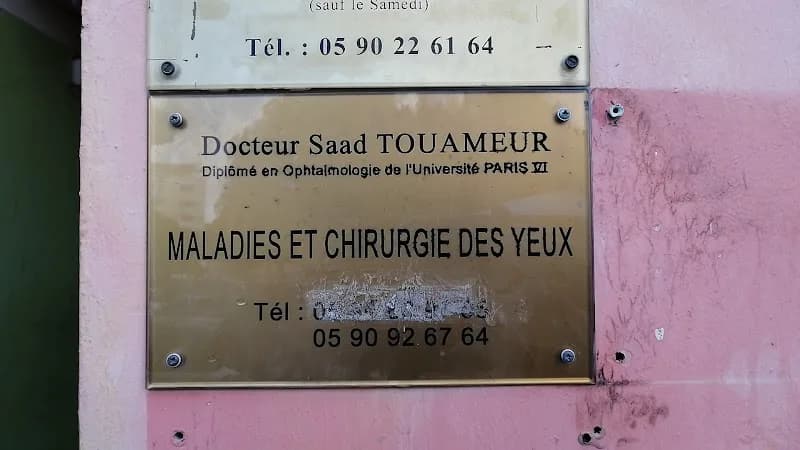 (sauf le Samedi)
Tél. : 05 90 22 61 64
Docteur Saad TOUAMEUR
Diplômé en Ophtalmologie de l'Université PARIS VI
MALADIES ET CHIRURGIE DES YEUX
Tél :
05 90 92 67 64